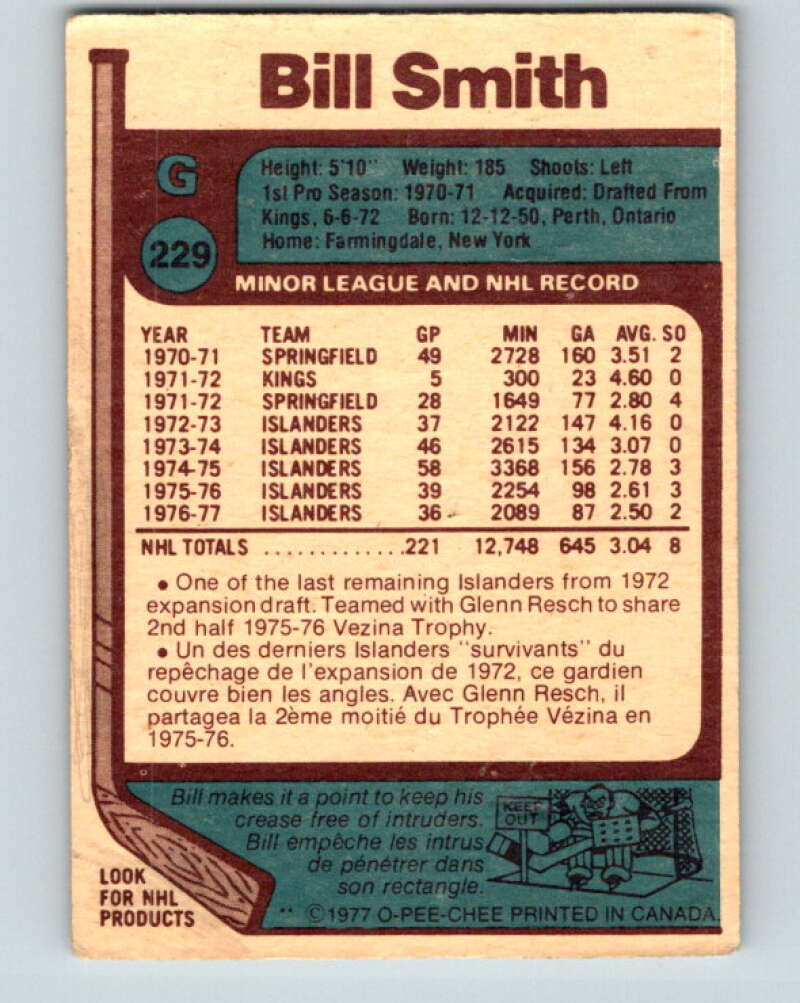 Bill Smith
G
Height: 5'10" Weight: 185 Shoots: Left
1st Pro Season: 1970-71 Acquired: Drafted From
Kings, 6-6-72 Born: 12-12-50, Perth, Ontario
Home: Farmingdale, New York
229
MINOR LEAGUE AND NHL RECORD
YEAR TEAM GP MIN GA AVG. SO
1970-71 SPRINGFIELD 49 2728 160 3.51 2
1971-72 KINGS 5 300 23 4.60 0
1971-72 SPRINGFIELD 28 1649 77 2.80 4
1972-73 ISLANDERS 37 2122 147 4.16 0
1973-74 ISLANDERS 46 2615 134 3.07 0
1974-75 ISLANDERS 58 3368 156 2.78 3
1975-76 ISLANDERS 39 2254 98 2.61 3
1976-77 ISLANDERS 36 2089 87 2.50 2
NHL TOTALS .............221 12,748 645 3.04 8
• One of the last remaining Islanders from 1972
expansion draft. Teamed with Glenn Resch to share
2nd half 1975-76 Vezina Trophy.
• Un des derniers Islanders "survivants" du
repêchage de l'expansion de 1972, ce gardien
couvre bien les angles. Avec Glenn Resch, il
partagea la 2ème moitié du Trophée Vézina en
1975-76.
Bill makes it a point to keep his
crease free of intruders.
Bill empêche les intrus
de pénétrer dans
son rectangle.
KEEP
OUT
LOOK
FOR NHL
PRODUCTS
** ©1977 O-PEE-CHEE PRINTED IN CANADA.